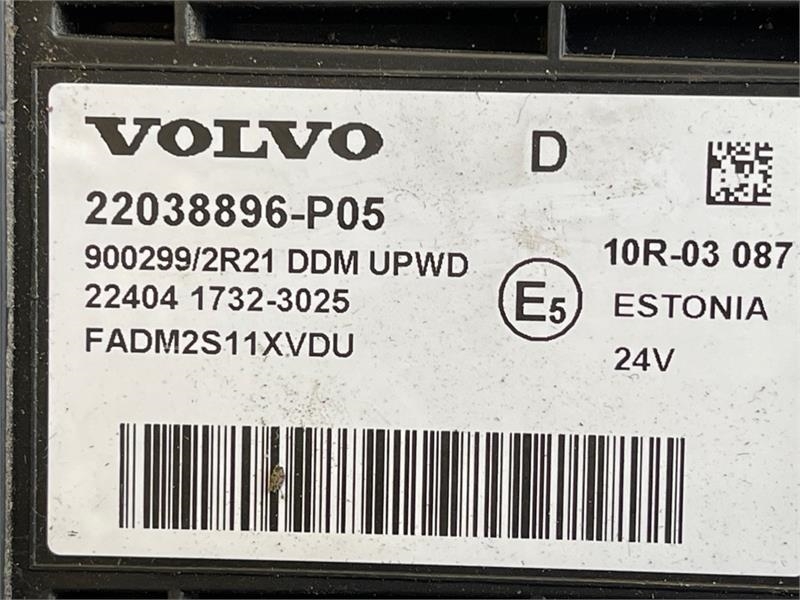 VOLVO
D
22038896-P05
900299/2R21 DDM UPWD
22404 1732-3025
FADM2S11XVDU
E5
10R-03 087
ESTONIA
24V